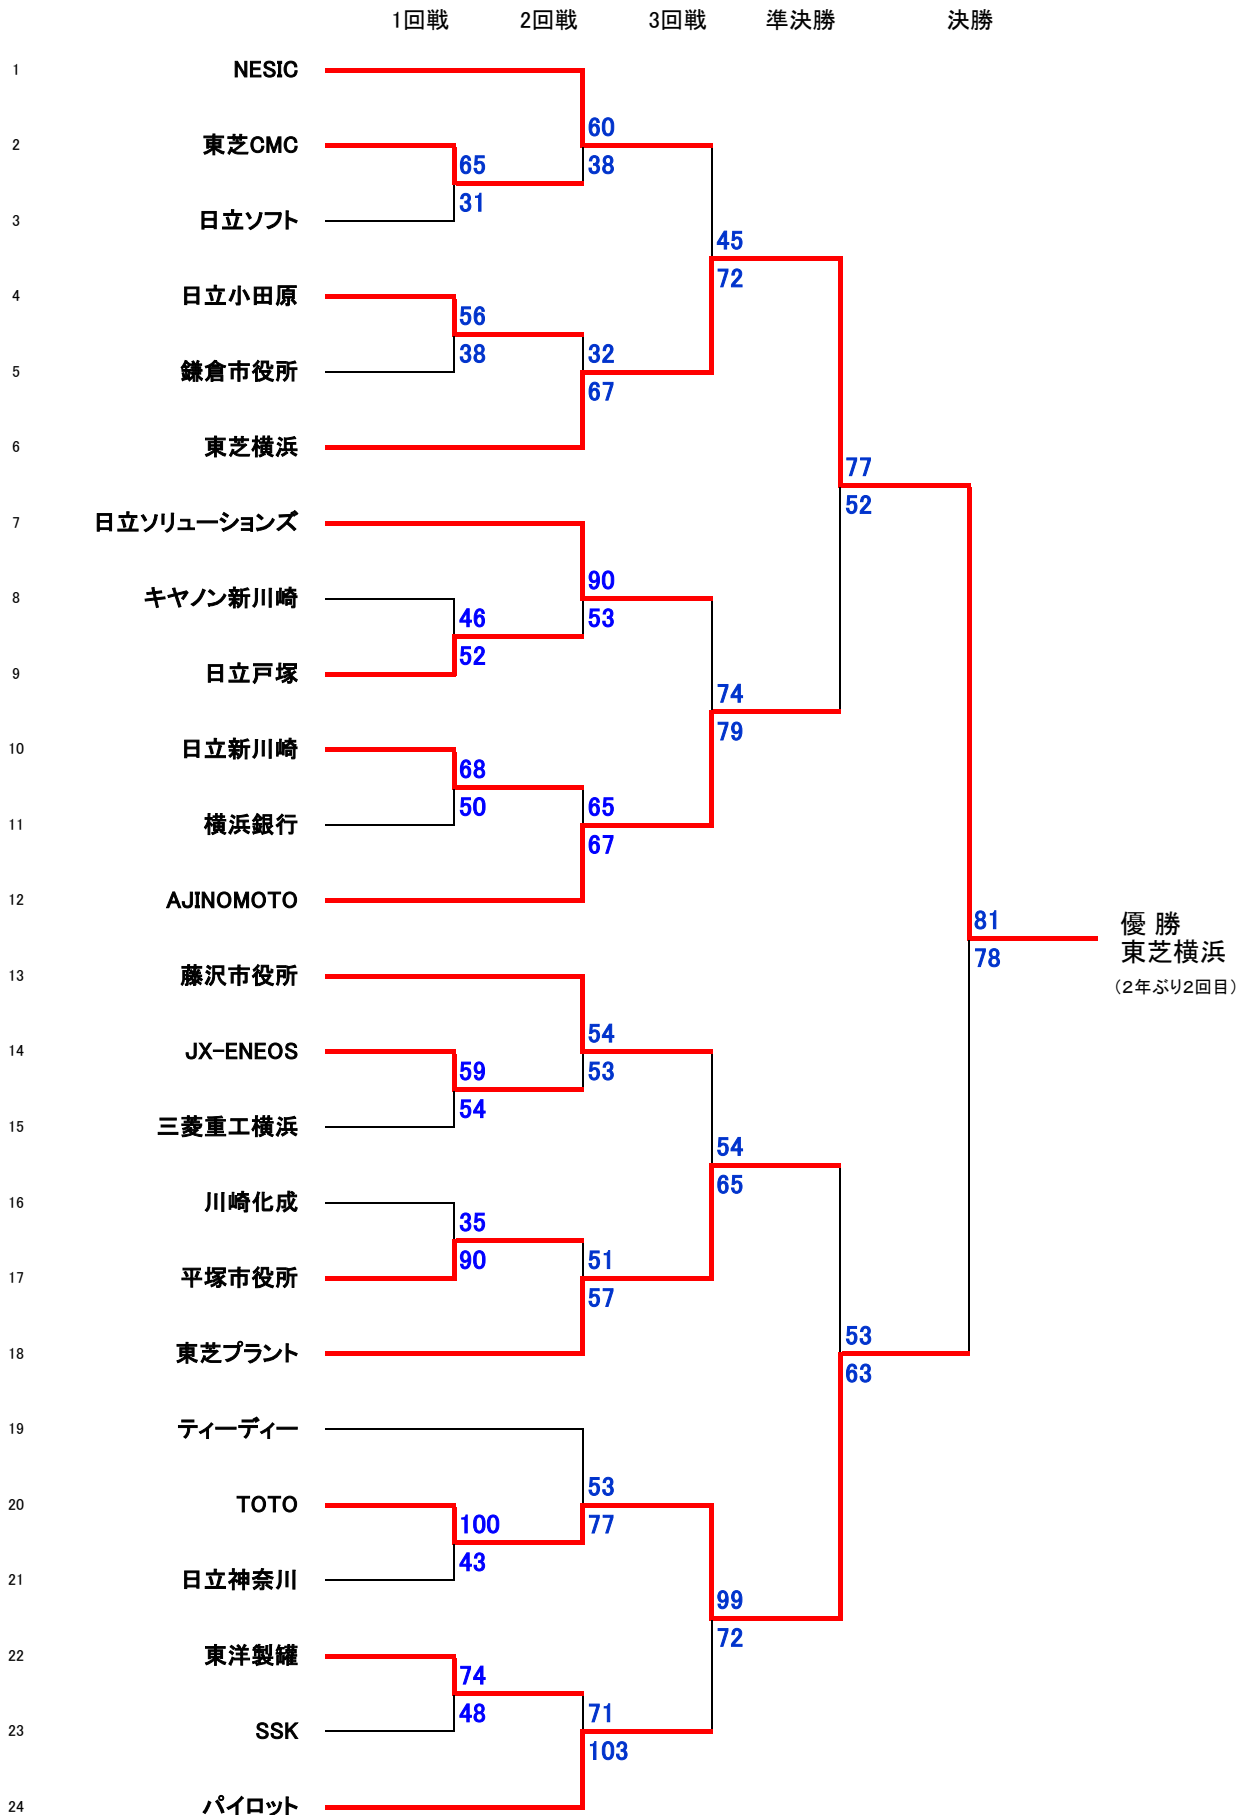 1回戦 2回戦 3回戦 準決勝 決勝
1 NESIC
60
2 東芝CMC
65 38
31
3 日立ソフト
45
72
4 日立小田原
56
38 32
5 鎌倉市役所
67
6 東芝横浜
77
52
7 日立ソリューションズ
90
8 キヤノン新川崎
46 53
52
9 日立戸塚
74
79
10 日立新川崎
68
50 65
11 横浜銀行
67
12 AJINOMOTO
81 優 勝
78 東芝横浜
13 藤沢市役所
(2年ぶり2回目)
54
14 JX-ENEOS
59 53
54
15 三菱重工横浜
54
65
16 川崎化成
35
90 51
17 平塚市役所
57
18 東芝プラント
53
63
19 ティーディー
53
20 TOTO
100 77
43
21 日立神奈川
99
72
22 東洋製罐
74
48 71
23 SSK
103
24 パイロット